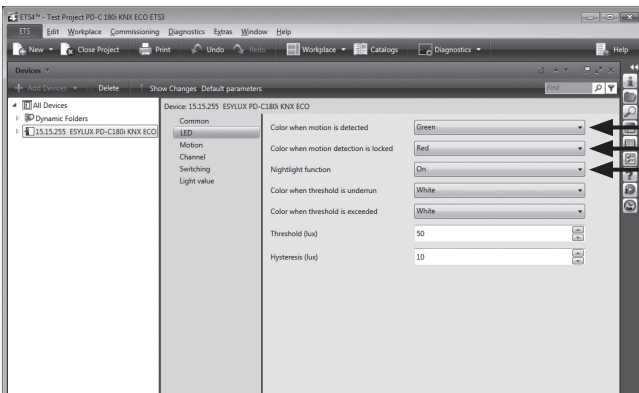 ETS4™ - Test Project PD-C 180i KNX ECO ETS3
ETS Edit Workplace Commissioning Diagnostics Extras Window Help
New Close Project Print Undo Redo Workplace Catalogs Diagnostics Help
Devices
Add Devices Delete Show Changes Default parameters Find
All Devices
Dynamic Folders
15.15.255 ESYLUX PD-C180i KNX ECO
Device: 15.15.255 ESYLUX PD-C180i KNX ECO
Common
LED
Motion
Channel
Switching
Light value
Color when motion is detected Green
Color when motion detection is locked Red
Nightlight function On
Color when threshold is underrun White
Color when threshold is exceeded White
Threshold (lux) 50
Hysteresis (lux) 10